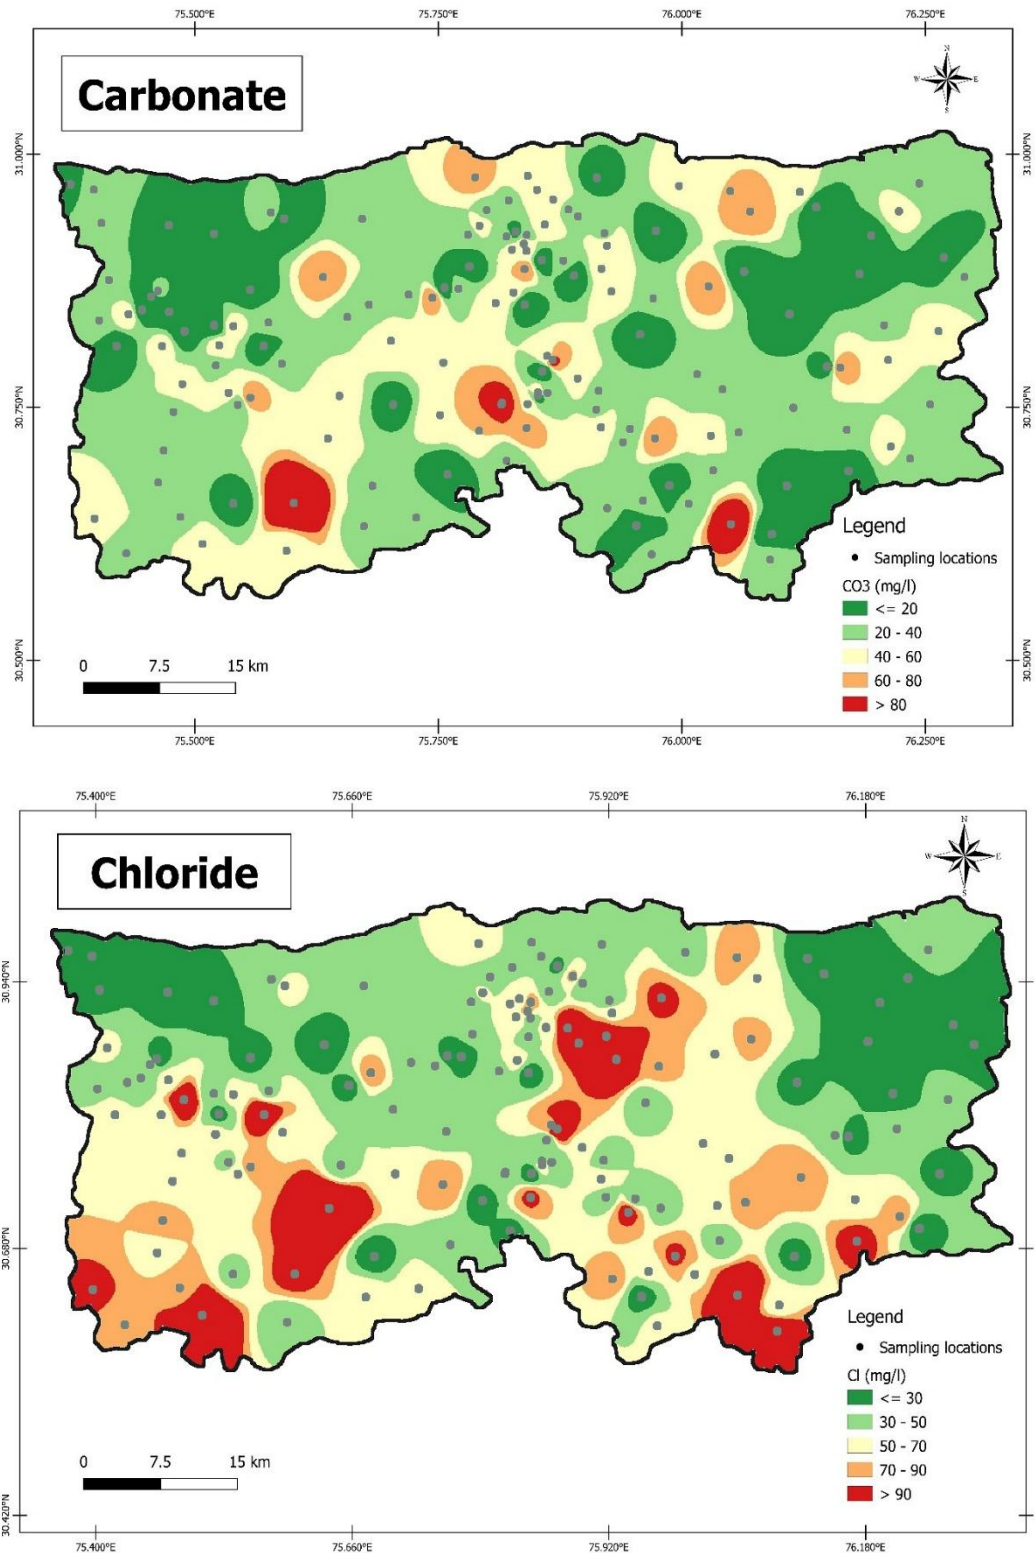 75.500°E 75.750°E 76.000°E 76.250°E
Carbonate
N
W E
S
31.000°N 31.000°N
30.750°N 30.750°N
Legend
Sampling locations
CO3 (mg/l)
<= 20
20 - 40
40 - 60
60 - 80
> 80
0 7.5 15 km
30.500°N 30.500°N
75.500°E 75.750°E 76.000°E 76.250°E
75.400°E 75.660°E 75.920°E 76.180°E
Chloride
N
W E
S
30.940°N
30.680°N
Legend
Sampling locations
Cl (mg/l)
<= 30
30 - 50
50 - 70
70 - 90
> 90
0 7.5 15 km
30.420°N
75.400°E 75.660°E 75.920°E 76.180°E